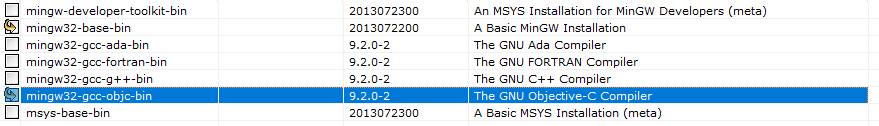 mingw-developer-toolkit-bin 2013072300 An MSYS Installation for MinGW Developers (meta)
mingw32-base-bin 2013072200 A Basic MinGW Installation
mingw32-gcc-ada-bin 9.2.0-2 The GNU Ada Compiler
mingw32-gcc-fortran-bin 9.2.0-2 The GNU FORTRAN Compiler
mingw32-gcc-g++-bin 9.2.0-2 The GNU C++ Compiler
mingw32-gcc-objc-bin 9.2.0-2 The GNU Objective-C Compiler
msys-base-bin 2013072300 A Basic MSYS Installation (meta)